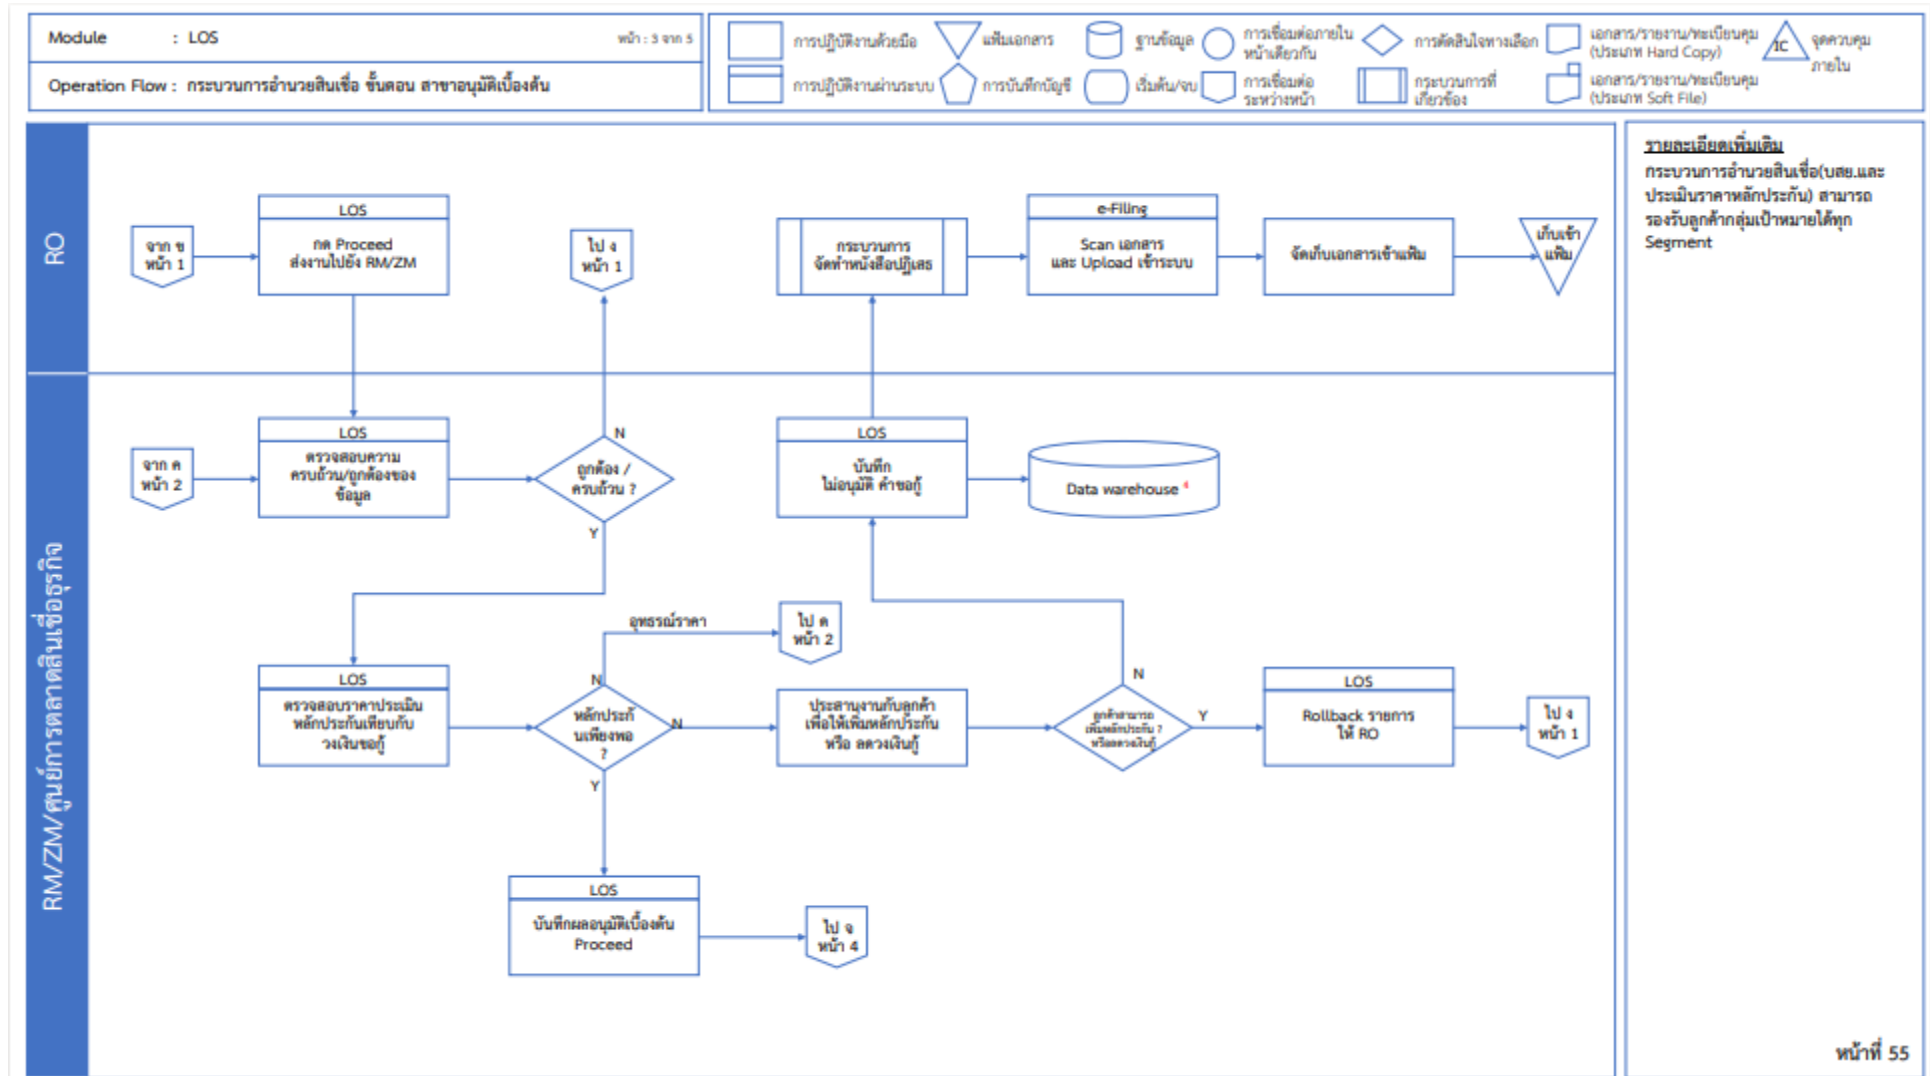 Module : LOS
หน้า : 3 จาก 5
Operation Flow : กระบวนการอำนวยสินเชื่อ ขั้นตอน สาขาอนุมัติเบื้องต้น
การปฏิบัติงานด้วยมือ
แฟ้มเอกสาร
ฐานข้อมูล
การเชื่อมต่อภายใน
หน้าเดียวกัน
การตัดสินใจทางเลือก
เอกสาร/รายงาน/ทะเบียนคุม
(ประเภท Hard Copy)
IC
จุดควบคุม
ภายใน
การปฏิบัติงานผ่านระบบ
การบันทึกบัญชี
เริ่มต้น/จบ
การเชื่อมต่อ
ระหว่างหน้า
กระบวนการที่
เกี่ยวข้อง
เอกสาร/รายงาน/ทะเบียนคุม
(ประเภท Soft File)
RO
จาก ข
หน้า 1
LOS
กด Proceed
ส่งงานไปยัง RM/ZM
ไป ง
หน้า 1
กระบวนการ
จัดทำหนังสือปฏิเสธ
e-Filing
Scan เอกสาร
และ Upload เข้าระบบ
จัดเก็บเอกสารเข้าแฟ้ม
เก็บเข้า
แฟ้ม
RM/ZM/ศูนย์การตลาดสินเชื่อธุรกิจ
จาก ค
หน้า 2
LOS
ตรวจสอบความ
ครบถ้วน/ถูกต้องของ
ข้อมูล
N
ถูกต้อง /
ครบถ้วน ?
Y
LOS
บันทึก
ไม่อนุมัติ คำขอกู้
Data warehouse 4
LOS
ตรวจสอบราคาประเมิน
หลักประกันเทียบกับ
วงเงินขอกู้
อุทธรณ์ราคา
ไป ต
หน้า 2
N
หลักประกั
นเพียงพอ
?
N
Y
ประสานงานกับลูกค้า
เพื่อให้เพิ่มหลักประกัน
หรือ ลดวงเงินกู้
N
ลูกค้าสามารถ
เพิ่มหลักประกัน ?
หรือลดวงเงินกู้
Y
LOS
Rollback รายการ
ให้ RO
ไป ง
หน้า 1
LOS
บันทึกผลอนุมัติเบื้องต้น
Proceed
ไป จ
หน้า 4
รายละเอียดเพิ่มเติม
กระบวนการอำนวยสินเชื่อ(บสย.และ
ประเมินราคาหลักประกัน) สามารถ
รองรับลูกค้ากลุ่มเป้าหมายได้ทุก
Segment
หน้าที่ 55